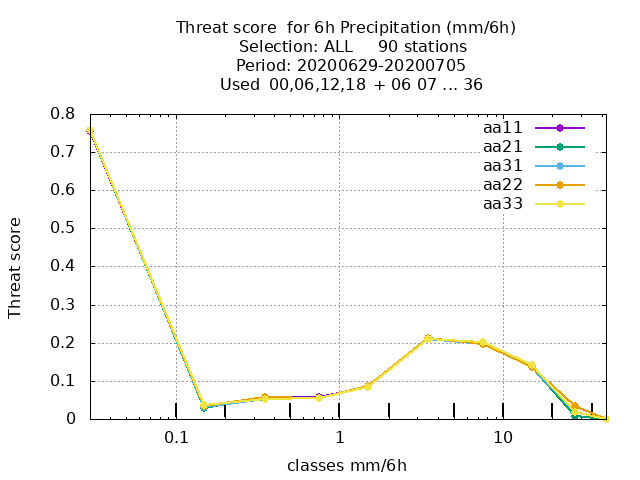 Threat score  for 6h Precipitation (mm/6h)
Selection: ALL     90 stations
Period: 20200629-20200705
Used  00,06,12,18  + 06 07 ... 36
aa11
aa21
aa31
aa22
aa33
0.8
0.7
0.6
0.5
0.4
0.3
0.2
0.1
0
Threat score
0.1
1
10
classes mm/6h